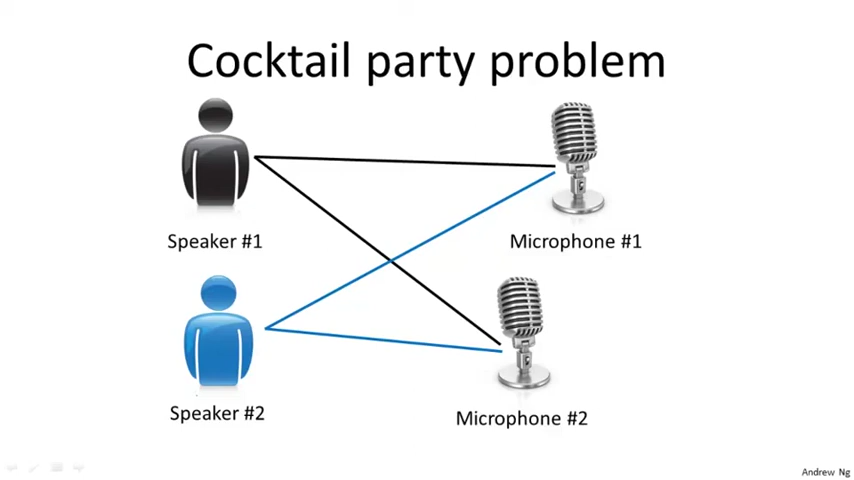 Cocktail party problem
Speaker #1
Microphone #1
Speaker #2
Microphone #2
Andrew Ng